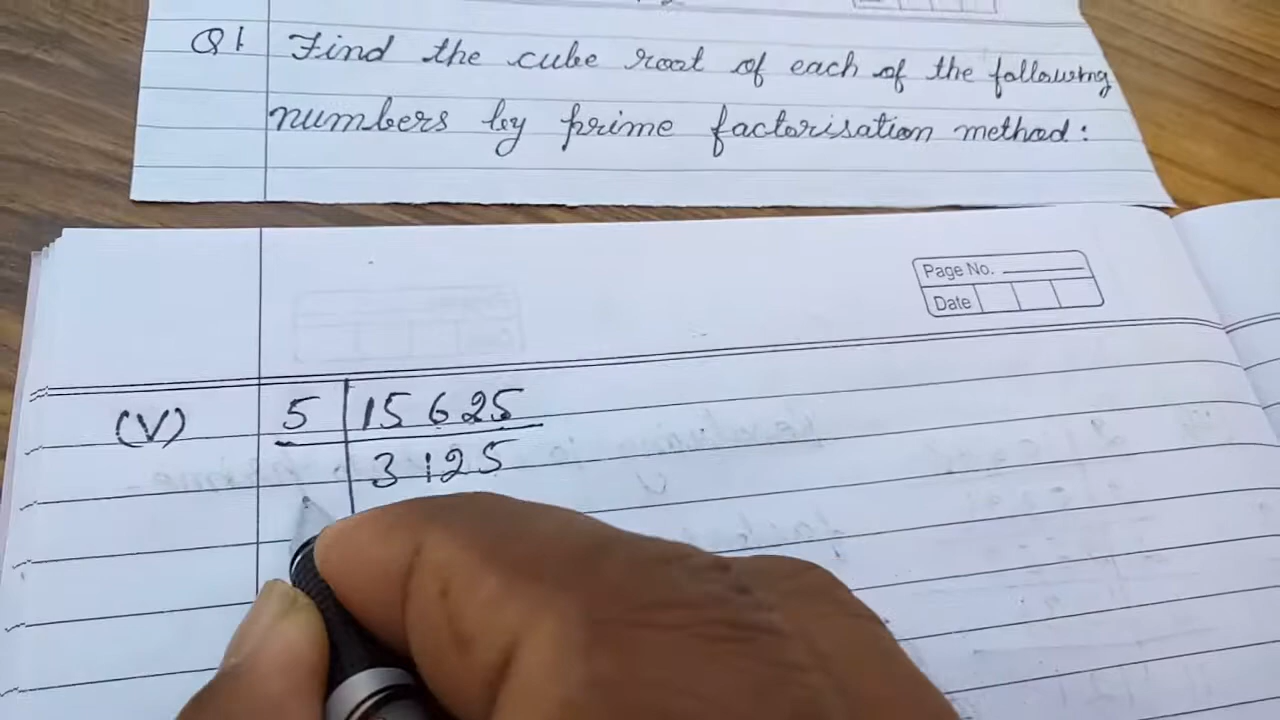 Q1 Find the cube root of each of the following
numbers by prime factorisation method:
Page No.
Date
(V) 5 15625
3125